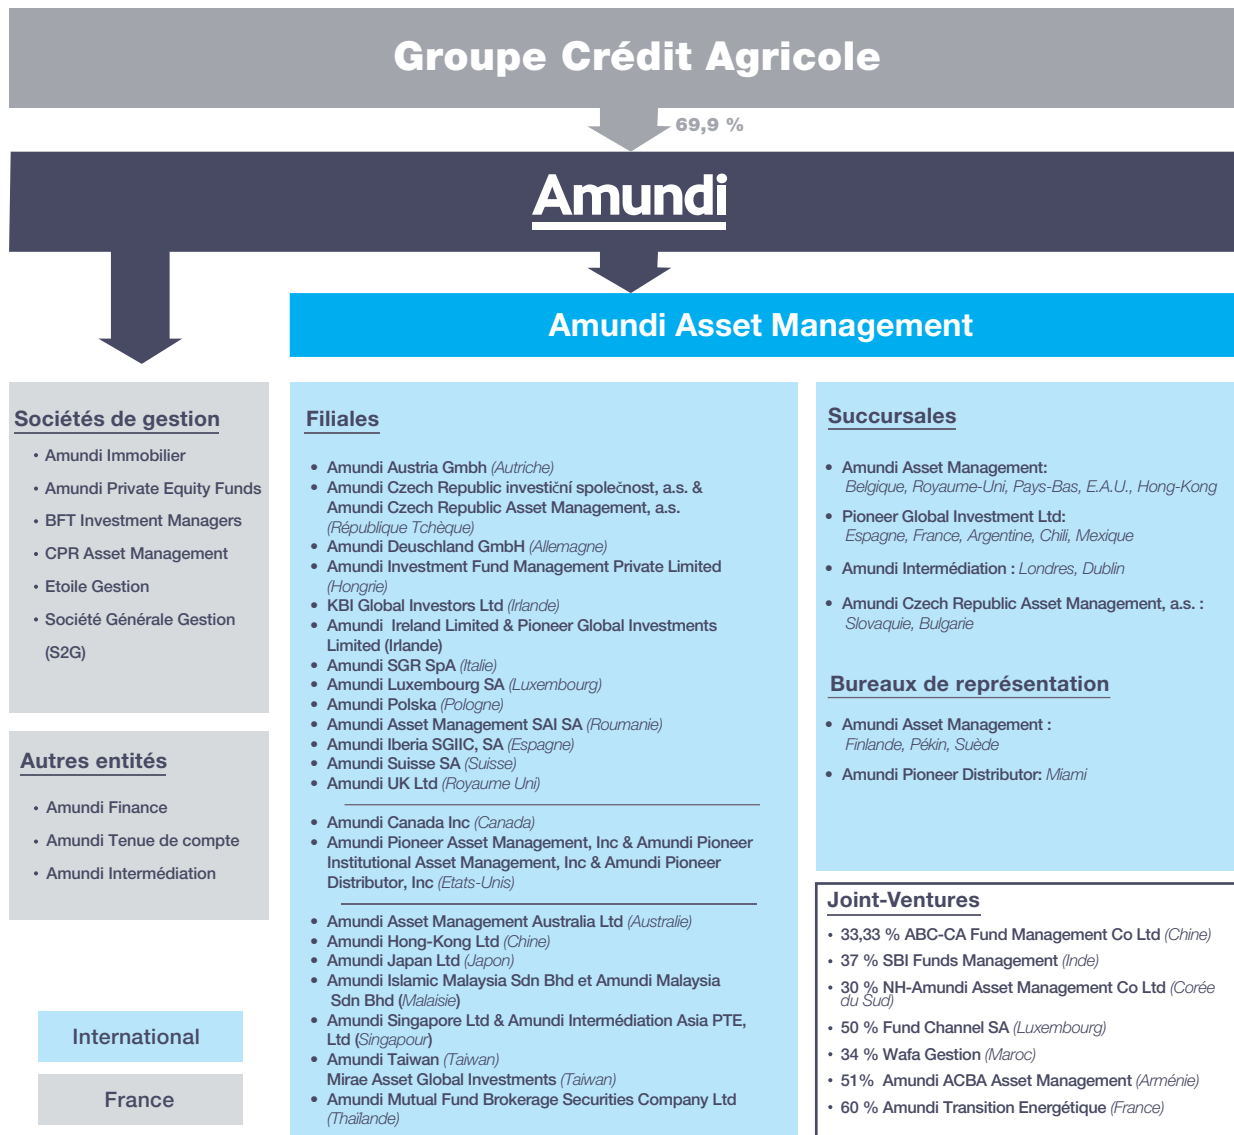 Groupe Crédit Agricole
69,9 %
Amundi
Amundi Asset Management
Sociétés de gestion
• Amundi Immobilier
• Amundi Private Equity Funds
• BFT Investment Managers
• CPR Asset Management
• Etoile Gestion
• Société Générale Gestion
(S2G)
Autres entités
• Amundi Finance
• Amundi Tenue de compte
• Amundi Intermédiation
International
France
Filiales
• Amundi Austria Gmbh (Autriche)
• Amundi Czech Republic investiční společnost, a.s. &
Amundi Czech Republic Asset Management, a.s.
(République Tchèque)
• Amundi Deuschland GmbH (Allemagne)
• Amundi Investment Fund Management Private Limited
(Hongrie)
• KBI Global Investors Ltd (Irlande)
• Amundi Ireland Limited & Pioneer Global Investments
Limited (Irlande)
• Amundi SGR SpA (Italie)
• Amundi Luxembourg SA (Luxembourg)
• Amundi Polska (Pologne)
• Amundi Asset Management SAI SA (Roumanie)
• Amundi Iberia SGIIC, SA (Espagne)
• Amundi Suisse SA (Suisse)
• Amundi UK Ltd (Royaume Uni)
• Amundi Canada Inc (Canada)
• Amundi Pioneer Asset Management, Inc & Amundi Pioneer
Institutional Asset Management, Inc & Amundi Pioneer
Distributor, Inc (Etats-Unis)
• Amundi Asset Management Australia Ltd (Australie)
• Amundi Hong-Kong Ltd (Chine)
• Amundi Japan Ltd (Japon)
• Amundi Islamic Malaysia Sdn Bhd et Amundi Malaysia
Sdn Bhd (Malaisie)
• Amundi Singapore Ltd & Amundi Intermédiation Asia PTE,
Ltd (Singapour)
• Amundi Taiwan (Taiwan)
Mirae Asset Global Investments (Taiwan)
• Amundi Mutual Fund Brokerage Securities Company Ltd
(Thaïlande)
Succursales
• Amundi Asset Management:
Belgique, Royaume-Uni, Pays-Bas, E.A.U., Hong-Kong
• Pioneer Global Investment Ltd:
Espagne, France, Argentine, Chili, Mexique
• Amundi Intermédiation : Londres, Dublin
• Amundi Czech Republic Asset Management, a.s. :
Slovaquie, Bulgarie
Bureaux de représentation
• Amundi Asset Management :
Finlande, Pékin, Suède
• Amundi Pioneer Distributor: Miami
Joint-Ventures
• 33,33 % ABC-CA Fund Management Co Ltd (Chine)
• 37 % SBI Funds Management (Inde)
• 30 % NH-Amundi Asset Management Co Ltd (Corée
du Sud)
• 50 % Fund Channel SA (Luxembourg)
• 34 % Wafa Gestion (Maroc)
• 51% Amundi ACBA Asset Management (Arménie)
• 60 % Amundi Transition Energétique (France)